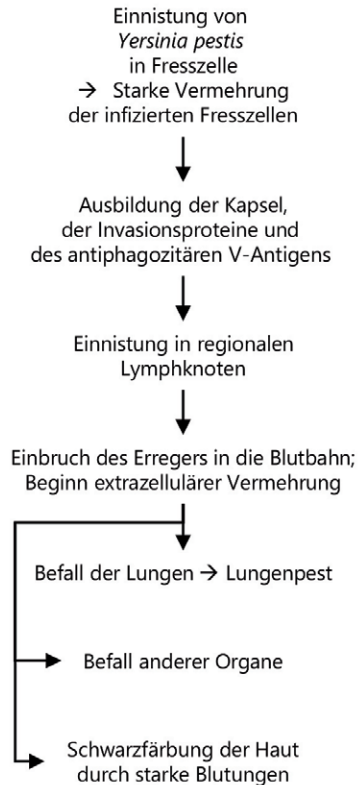 Einnistung von
Yersinia pestis
in Fresszelle
→ Starke Vermehrung
der infizierten Fresszellen
Ausbildung der Kapsel,
der Invasionsproteine und
des antiphagozitären V-Antigens
Einnistung in regionalen
Lymphknoten
Einbruch des Erregers in die Blutbahn;
Beginn extrazellulärer Vermehrung
Befall der Lungen → Lungenpest
Befall anderer Organe
Schwarzfärbung der Haut
durch starke Blutungen